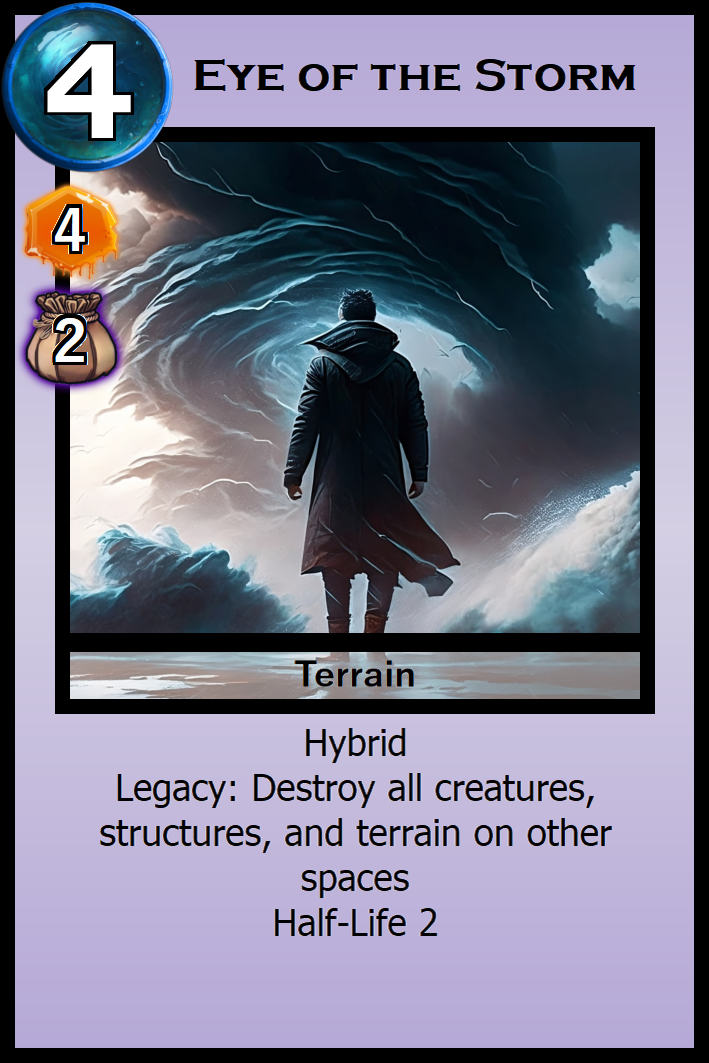 4
Eye of the Storm
4
2
Terrain
Hybrid
Legacy: Destroy all creatures,
structures, and terrain on other
spaces
Half-Life 2